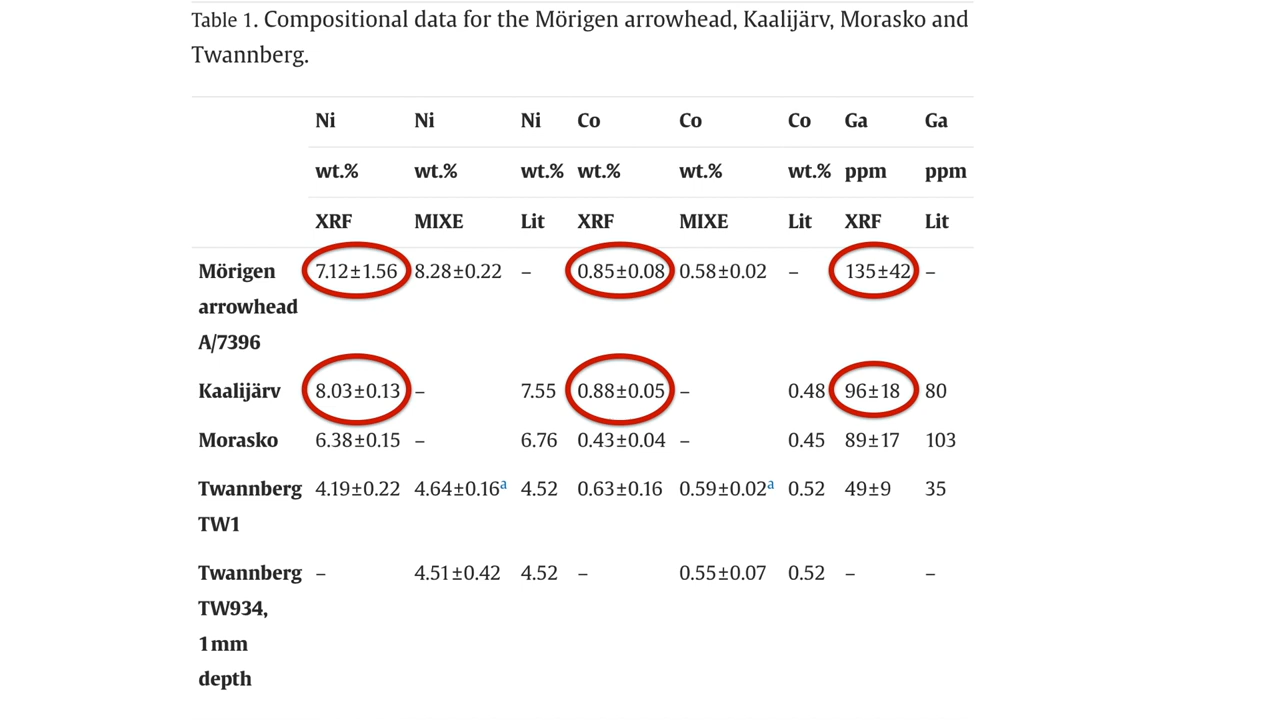 Table 1. Compositional data for the Mörigen arrowhead, Kaalijärv, Morasko and
Twannberg.
Ni Ni Ni Co Co Co Ga Ga
wt.% wt.% wt.% wt.% wt.% wt.% ppm ppm
XRF MIXE Lit XRF MIXE Lit XRF Lit
Mörigen 7.12±1.56 8.28±0.22 – 0.85±0.08 0.58±0.02 – 135±42 –
arrowhead
A/7396
Kaalijärv 8.03±0.13 – 7.55 0.88±0.05 – 0.48 96±18 80
Morasko 6.38±0.15 – 6.76 0.43±0.04 – 0.45 89±17 103
Twannberg 4.19±0.22 4.64±0.16a 4.52 0.63±0.16 0.59±0.02a 0.52 49±9 35
TW1
Twannberg – 4.51±0.42 4.52 – 0.55±0.07 0.52 – –
TW934,
1mm
depth